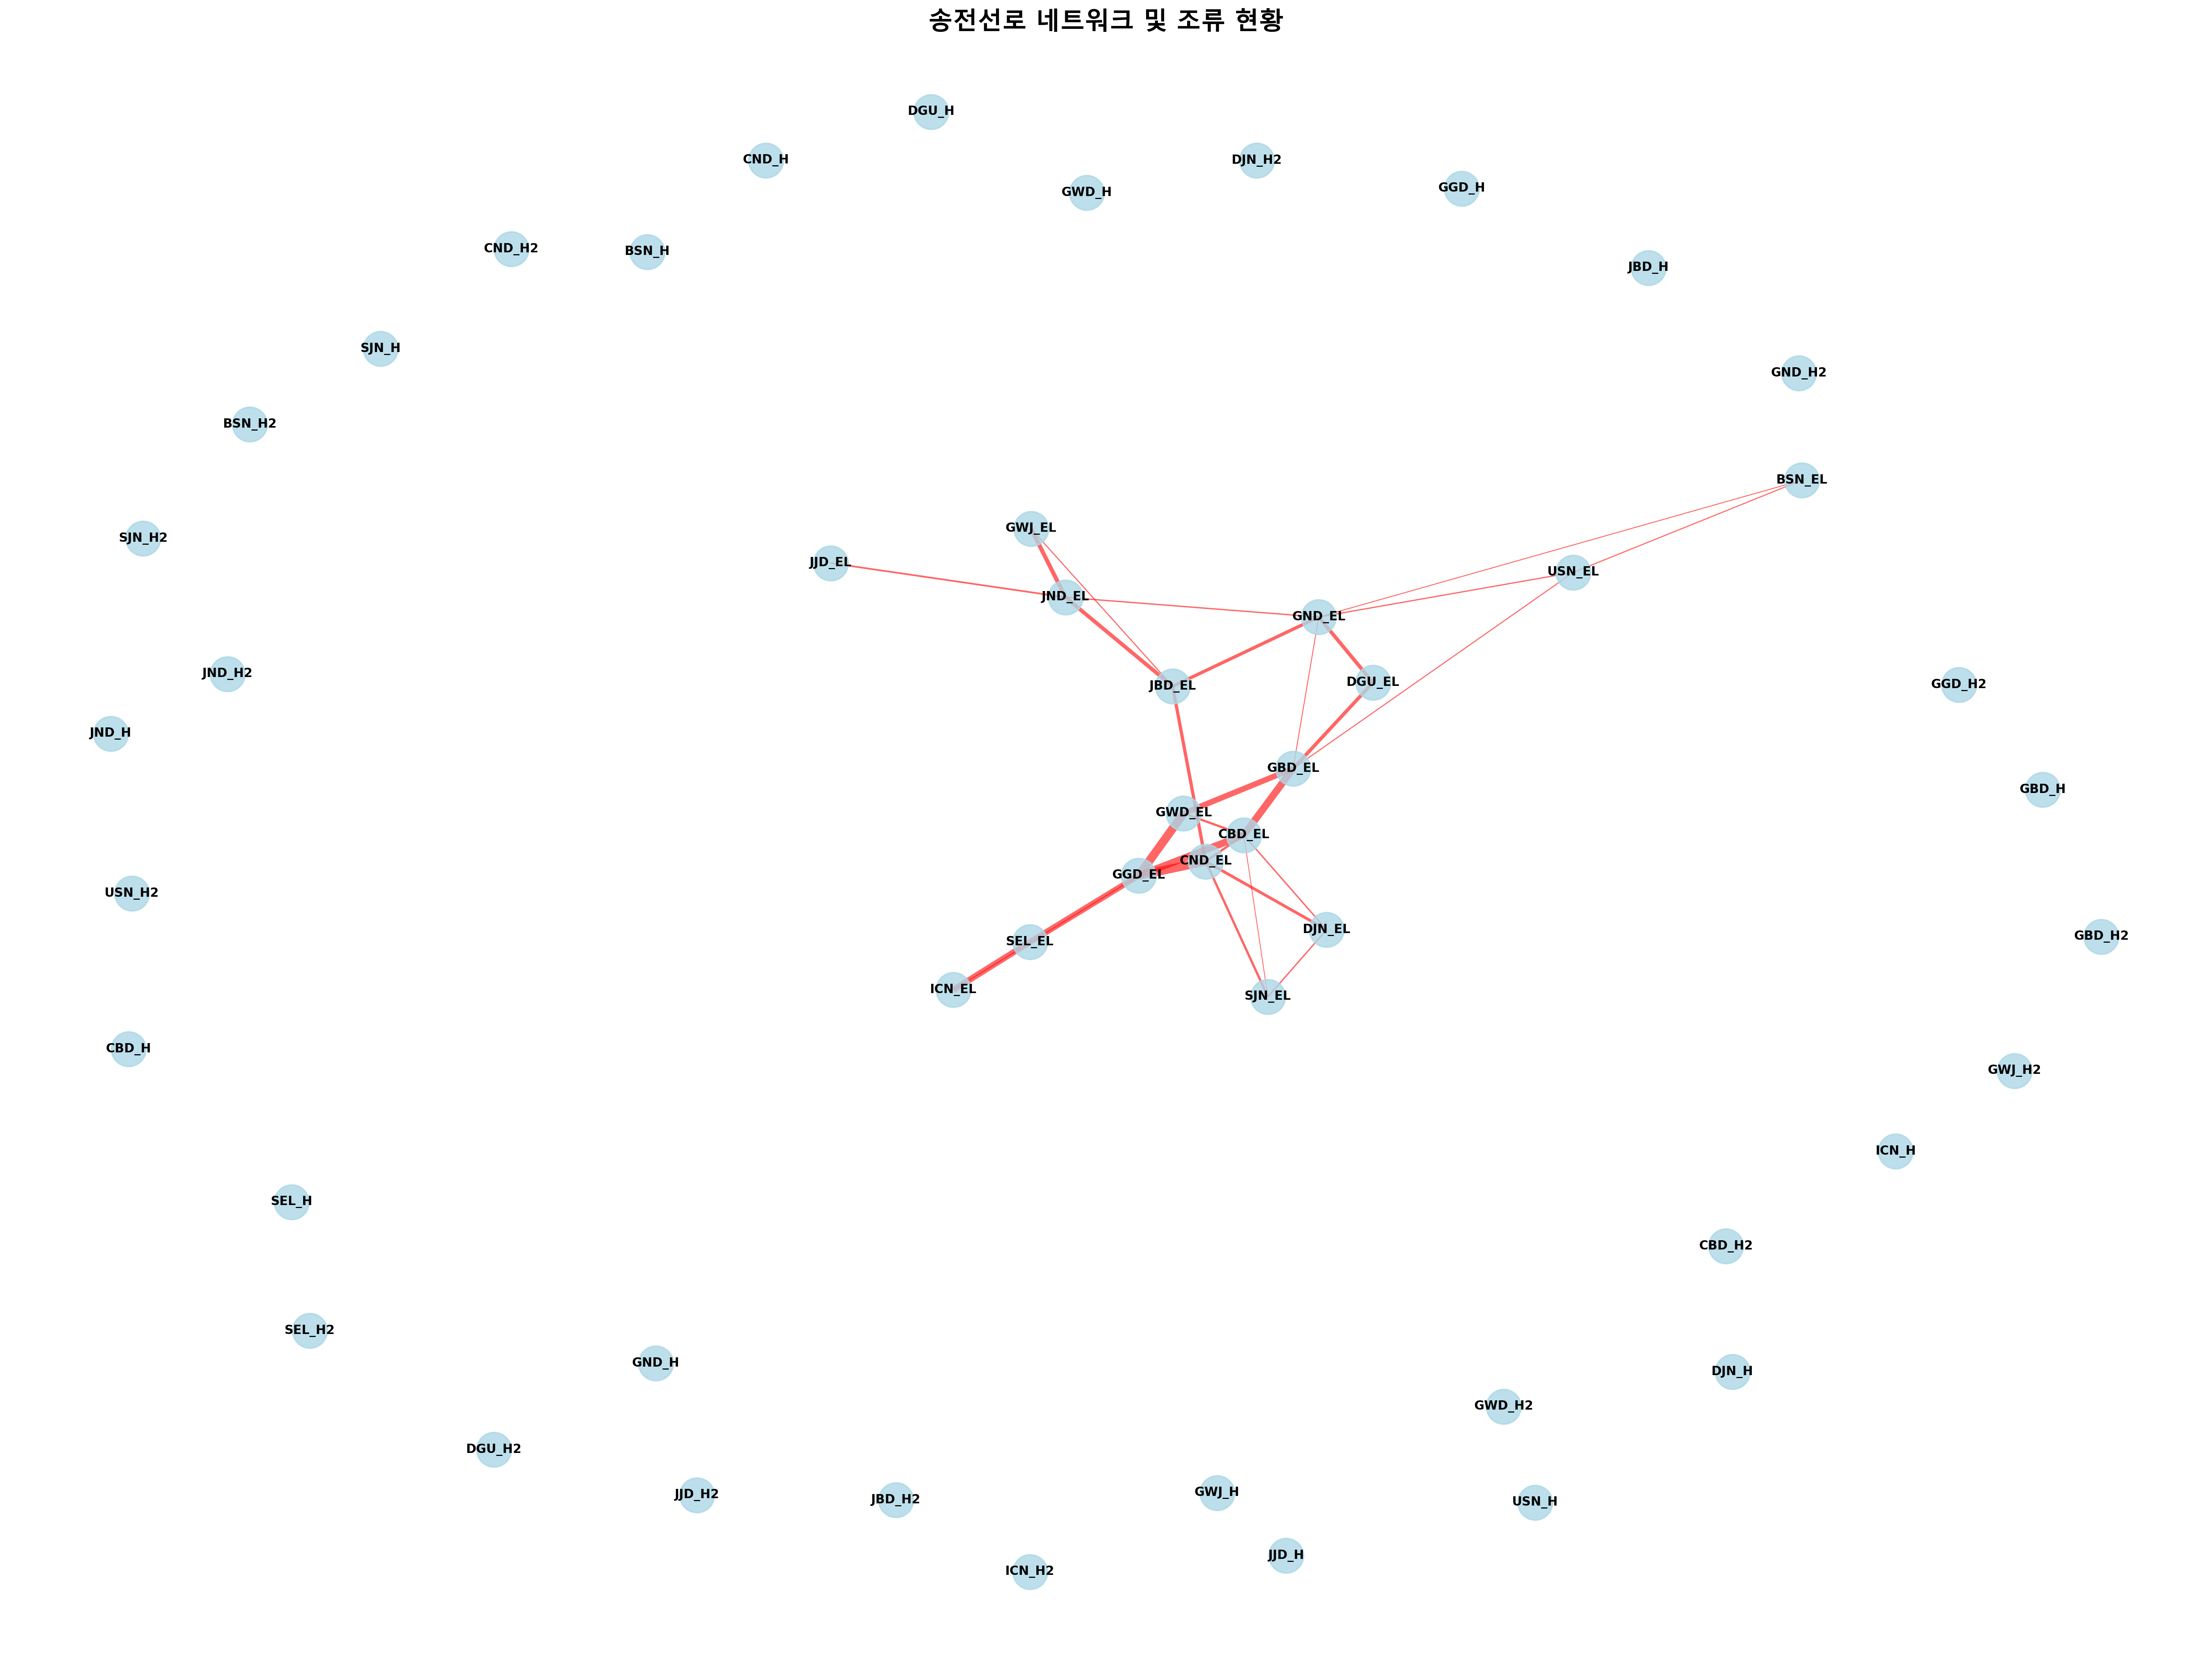 송전선로 네트워크 및 조류 현황
DGU_H
CND_H
DJN_H2
GGD_H
GWD_H
CND_H2
BSN_H
JBD_H
SJN_H
GND_H2
BSN_H2
BSN_EL
GWJ_EL
SJN_H2
JJD_EL
USN_EL
JND_EL
GND_EL
JND_H2
JBD_EL
DGU_EL
GGD_H2
JND_H
GBD_EL
GBD_H
GWD_EL
CBD_EL
CND_EL
GGD_EL
USN_H2
DJN_EL
GBD_H2
SEL_EL
ICN_EL
SJN_EL
CBD_H
GWJ_H2
ICN_H
SEL_H
CBD_H2
SEL_H2
GND_H
DJN_H
GWD_H2
DGU_H2
JJD_H2
JBD_H2
GWJ_H
USN_H
JJD_H
ICN_H2